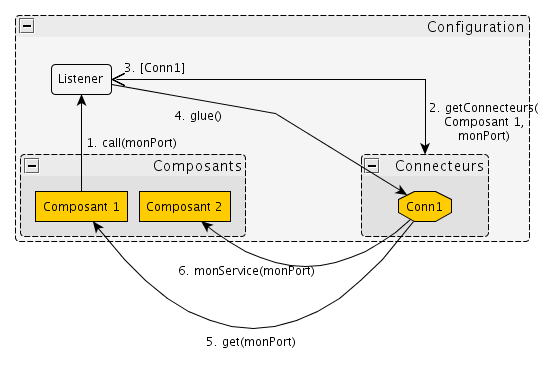 Configuration
3. [Conn1]
Listener
2. getConnecteurs(
Composant 1,
monPort)
4. glue()
1. call(monPort)
Composants
Connecteurs
Composant 1
Composant 2
Conn1
6. monService(monPort)
5. get(monPort)